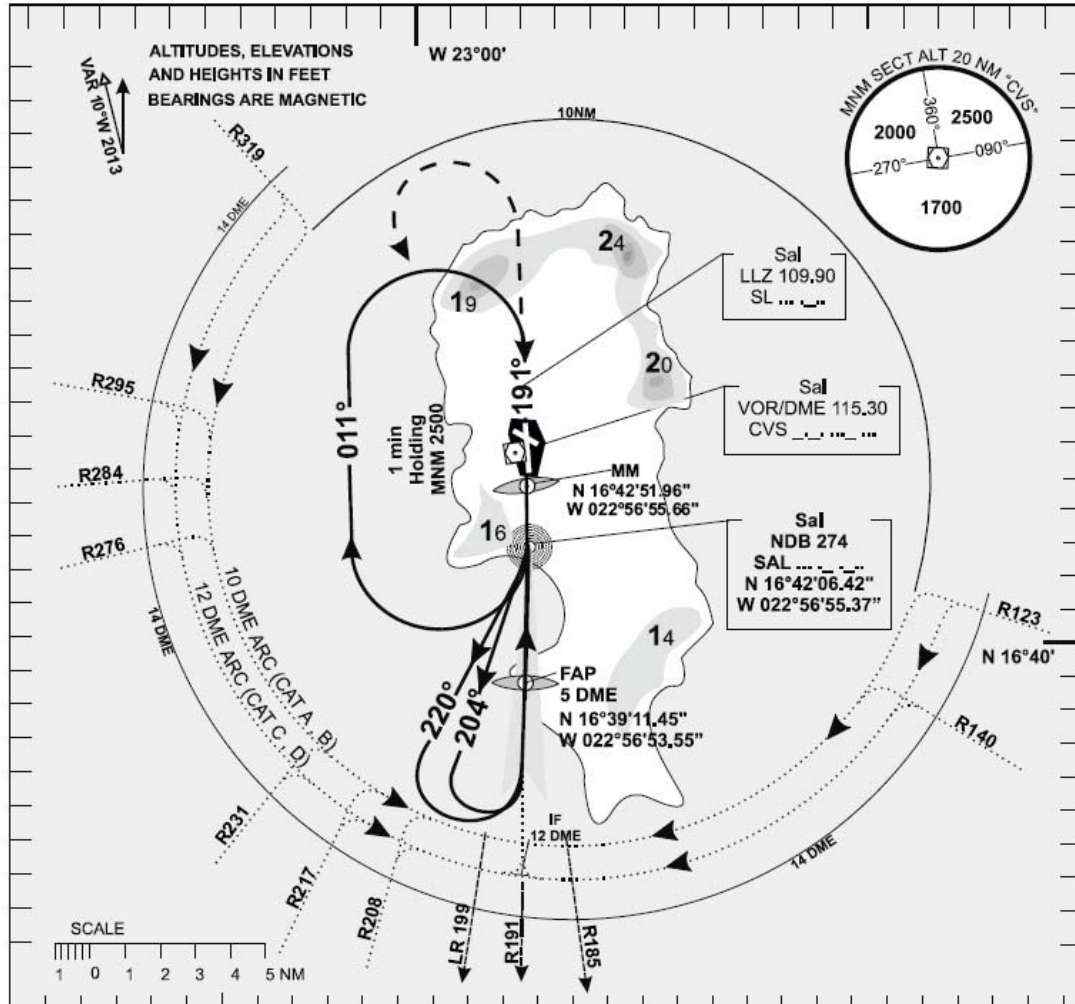 ALTITUDES, ELEVATIONS
AND HEIGHTS IN FEET
BEARINGS ARE MAGNETIC
VAR 10°W 2013
W 23°00'
MNM SECT ALT 20 NM "CVS"
360°
2000
2500
270°
090°
1700
R319
14 DME
10NM
24
19
20
Sal
LLZ 109.90
SL ... ._..
191°
011°
1 min
Holding
MNM 2500
R295
R284
R276
Sal
VOR/DME 115.30
CVS _._. ..._ ...
MM
N 16°42'51.96"
W 022°56'55.66"
16
Sal
NDB 274
SAL ... ._ ._..
N 16°42'06.42"
W 022°56'55.37"
14 DME
10 DME ARC (CAT A, B)
12 DME ARC (CAT C, D)
14
R123
N 16°40'
FAP
5 DME
N 16°39'11.45"
W 022°56'53.55"
220°
204°
R140
R231
R217
R208
IF
12 DME
14 DME
LR 199
R191
R185
SCALE
1 0 1 2 3 4 5 NM